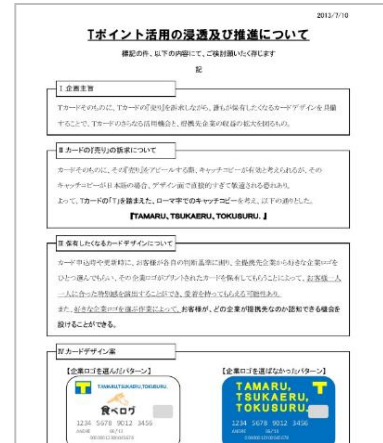 2013/7/10
Tポイント活用の浸透及び推進について
標記の件、以下の内容にて、ご検討願いたく存じます
記
Ⅰ.企画主旨
Tカードそのものに、Tカードの『売り』を訴求しながら、誰もが保有したくなるカードデザインを具備
することで、Tカードのさらなる活用機会と、提携先企業の収益の拡大を図るもの。
Ⅱ.カードの『売り』の訴求について
カードそのものに、その『売り』をアピールする際、キャッチコピーが有効と考えられるが、その
キャッチコピーが日本語の場合、デザイン面で直接的すぎて敬遠される恐れあり。
よって、Tカードの「T」を踏まえた、ローマ字でのキャッチコピーを考え、以下の通りとした。
『TAMARU, TSUKAERU, TOKUSURU. 』
Ⅲ.保有したくなるカードデザインについて
カード申込時や更新時に、お客様が各自の判断基準に則り、全提携先企業から好きな企業ロゴを
ひとつ選んでもらい、その企業ロゴがプリントされたカードを保有してもらうことによって、お客様一人
一人に合った特別感を演出することができ、愛着を持ってもらえる可能性あり。
また、好きな企業ロゴを選ぶ作業によって、お客様が、どの企業が提携先なのか認知できる機会を
設けることができる。
Ⅳ.カードデザイン案
【企業ロゴを選んだパターン】
【企業ロゴを選ばなかったパターン】
T
TAMARU,TSUKAERU,TOKUSURU.
食べログ
1234 5678 9012 3456
TAMARU,
TSUKAERU,
TOKUSURU.
T
1234 5678 9012 3456